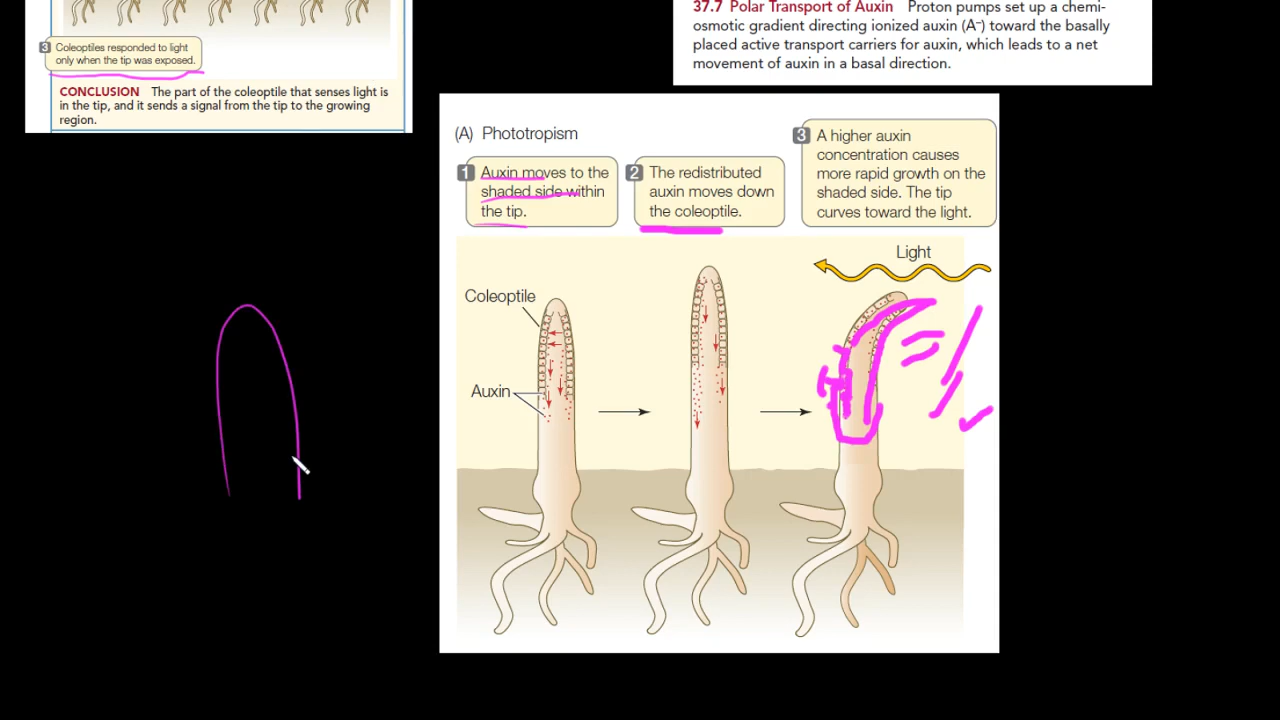 3 Coleoptiles responded to light
only when the tip was exposed.
CONCLUSION The part of the coleoptile that senses light is
in the tip, and it sends a signal from the tip to the growing
region.
37.7 Polar Transport of Auxin Proton pumps set up a chemi-
osmotic gradient directing ionized auxin (A⁻) toward the basally
placed active transport carriers for auxin, which leads to a net
movement of auxin in a basal direction.
(A) Phototropism
1 Auxin moves to the
shaded side within
the tip.
2 The redistributed
auxin moves down
the coleoptile.
3 A higher auxin
concentration causes
more rapid growth on the
shaded side. The tip
curves toward the light.
Light
Coleoptile
Auxin